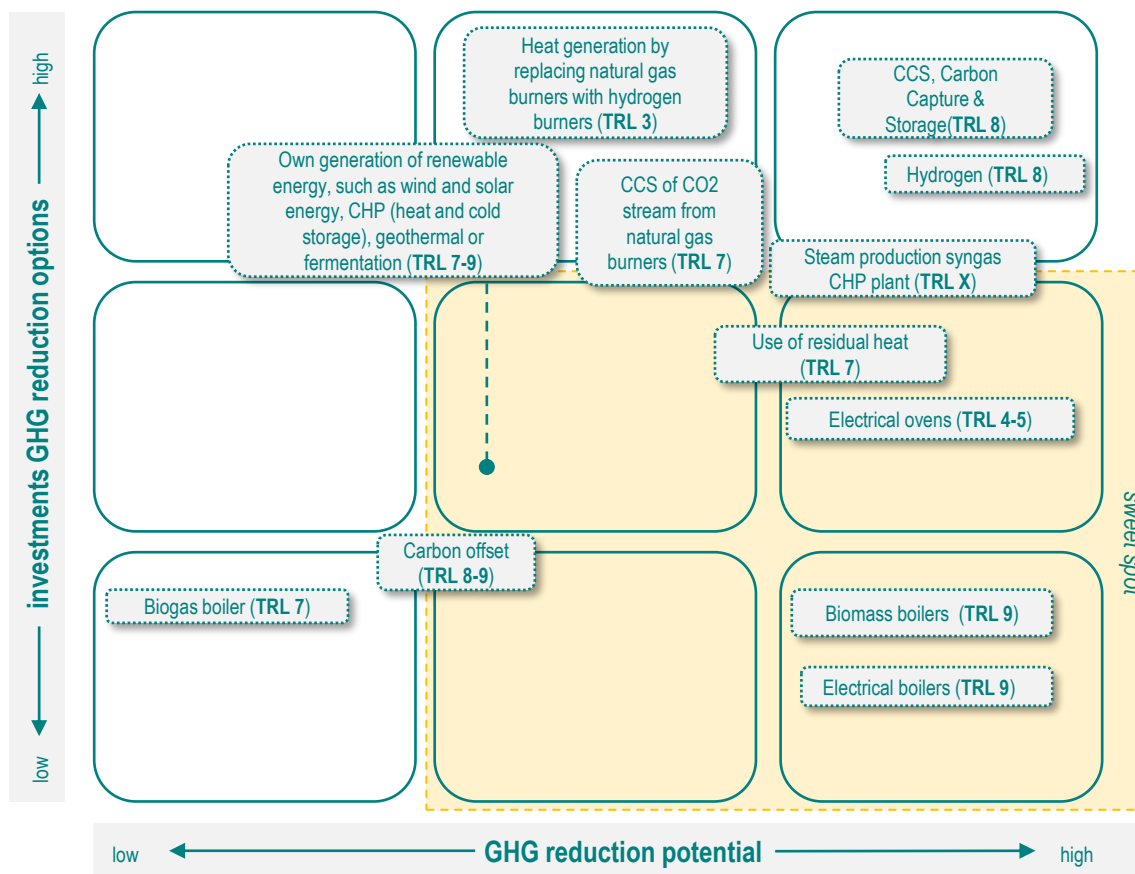 investments GHG reduction options
high
low
Heat generation by
replacing natural gas
burners with hydrogen
burners (TRL 3)
CCS, Carbon
Capture &
Storage(TRL 8)
Hydrogen (TRL 8)
Own generation of renewable
energy, such as wind and solar
energy, CHP (heat and cold
storage), geothermal or
fermentation (TRL 7-9)
CCS of CO2
stream from
natural gas
burners (TRL 7)
Steam production syngas
CHP plant (TRL X)
Use of residual heat
(TRL 7)
Electrical ovens (TRL 4-5)
sweet spot
Carbon offset
(TRL 8-9)
Biogas boiler (TRL 7)
Biomass boilers (TRL 9)
Electrical boilers (TRL 9)
low
GHG reduction potential
high